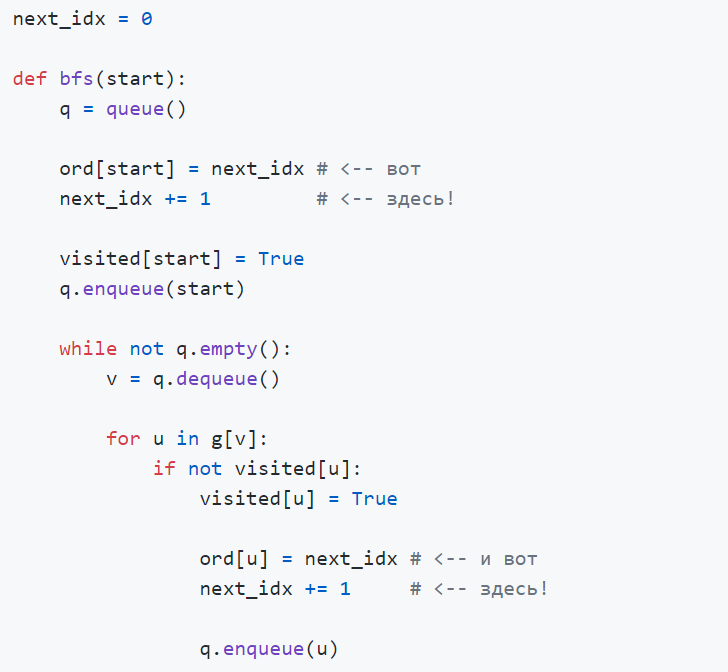 next_idx = 0
def bfs(start):
    q = queue()
    ord[start] = next_idx # <-- вот
    next_idx += 1         # <-- здесь!
    visited[start] = True
    q.enqueue(start)
    while not q.empty():
        v = q.dequeue()
        for u in g[v]:
            if not visited[u]:
                visited[u] = True
                ord[u] = next_idx # <-- и вот
                next_idx += 1     # <-- здесь!
                q.enqueue(u)